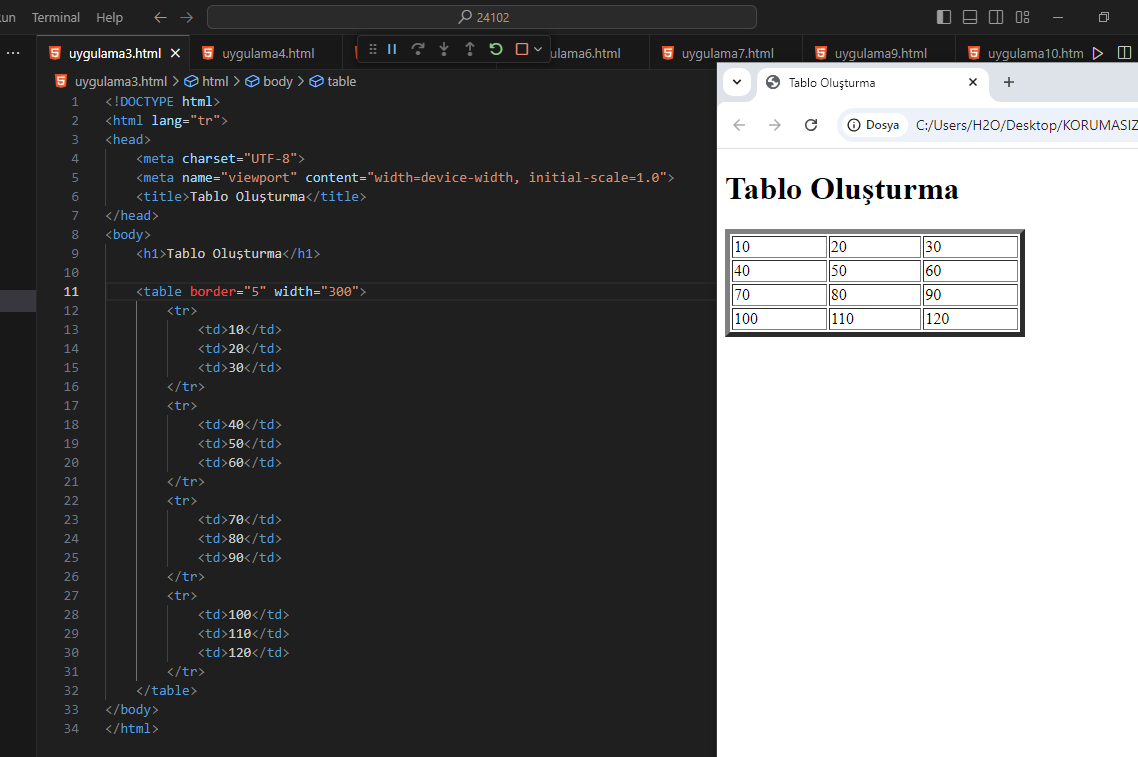 un Terminal Help 24102
uygulama3.html uygulama4.html ulama6.html uygulama7.html uygulama9.html uygulama10.htm
uygulama3.html > html > body > table
1 <!DOCTYPE html>
2 <html lang="tr">
3 <head>
4 <meta charset="UTF-8">
5 <meta name="viewport" content="width=device-width, initial-scale=1.0">
6 <title>Tablo Oluşturma</title>
7 </head>
8 <body>
9 <h1>Tablo Oluşturma</h1>
10
11 <table border="5" width="300">
12 <tr>
13 <td>10</td>
14 <td>20</td>
15 <td>30</td>
16 </tr>
17 <tr>
18 <td>40</td>
19 <td>50</td>
20 <td>60</td>
21 </tr>
22 <tr>
23 <td>70</td>
24 <td>80</td>
25 <td>90</td>
26 </tr>
27 <tr>
28 <td>100</td>
29 <td>110</td>
30 <td>120</td>
31 </tr>
32 </table>
33 </body>
34 </html>
Tablo Oluşturma
Dosya C:/Users/H2O/Desktop/KORUMASIZ
Tablo Oluşturma
10 20 30
40 50 60
70 80 90
100 110 120